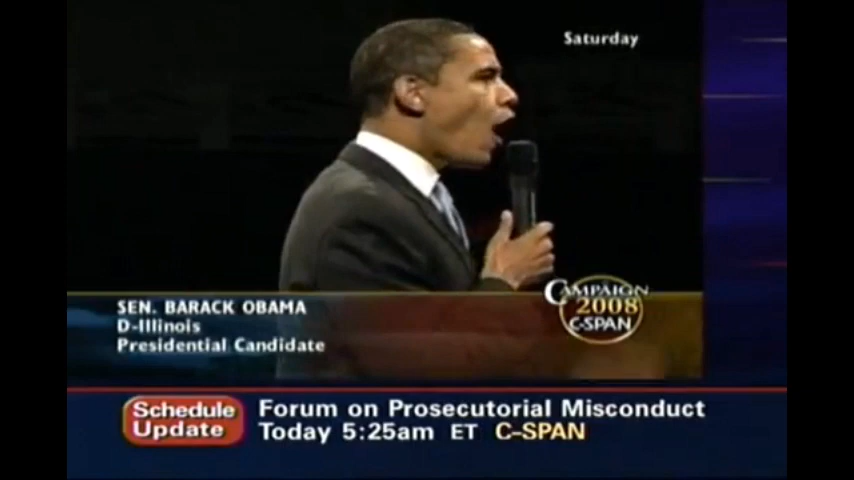 Saturday
CAMPAIGN
2008
C-SPAN
SEN. BARACK OBAMA
D-Illinois
Presidential Candidate
Schedule
Update
Forum on Prosecutorial Misconduct
Today 5:25am ET C-SPAN